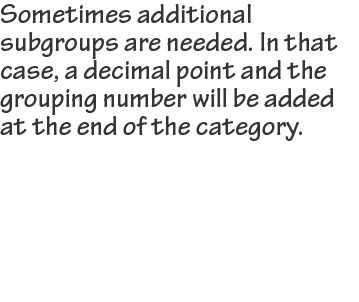 Sometimes additional
subgroups are needed. In that
case, a decimal point and the
grouping number will be added
at the end of the category.